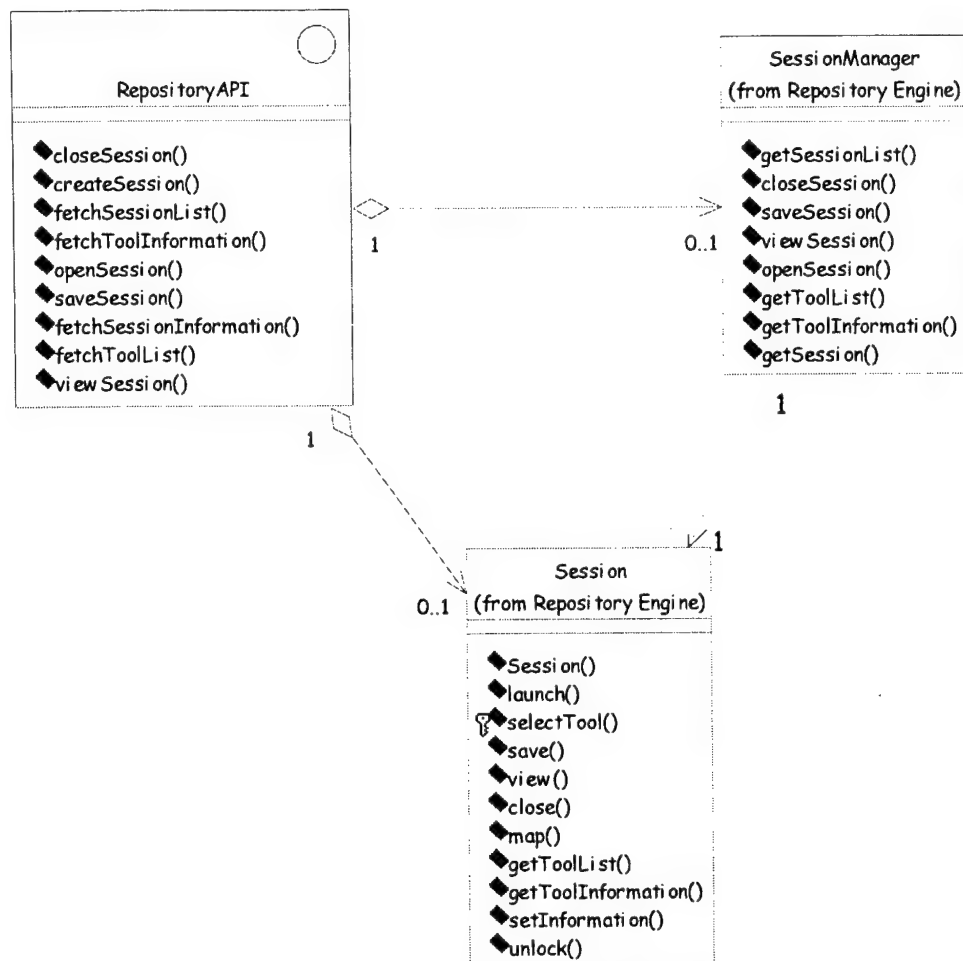 RepositoryAPI
closeSession()
createSession()
fetchSessionList()
fetchToolInformation()
openSession()
saveSession()
fetchSessionInformation()
fetchToolList()
viewSession()
1
0..1
SessionManager
(from Repository Engine)
getSessionList()
closeSession()
saveSession()
viewSession()
openSession()
getToolList()
getToolInformation()
getSession()
1
1
0..1
1
Session
(from Repository Engine)
Session()
launch()
selectTool()
save()
view()
close()
map()
getToolList()
getToolInformation()
setInformation()
unlock()